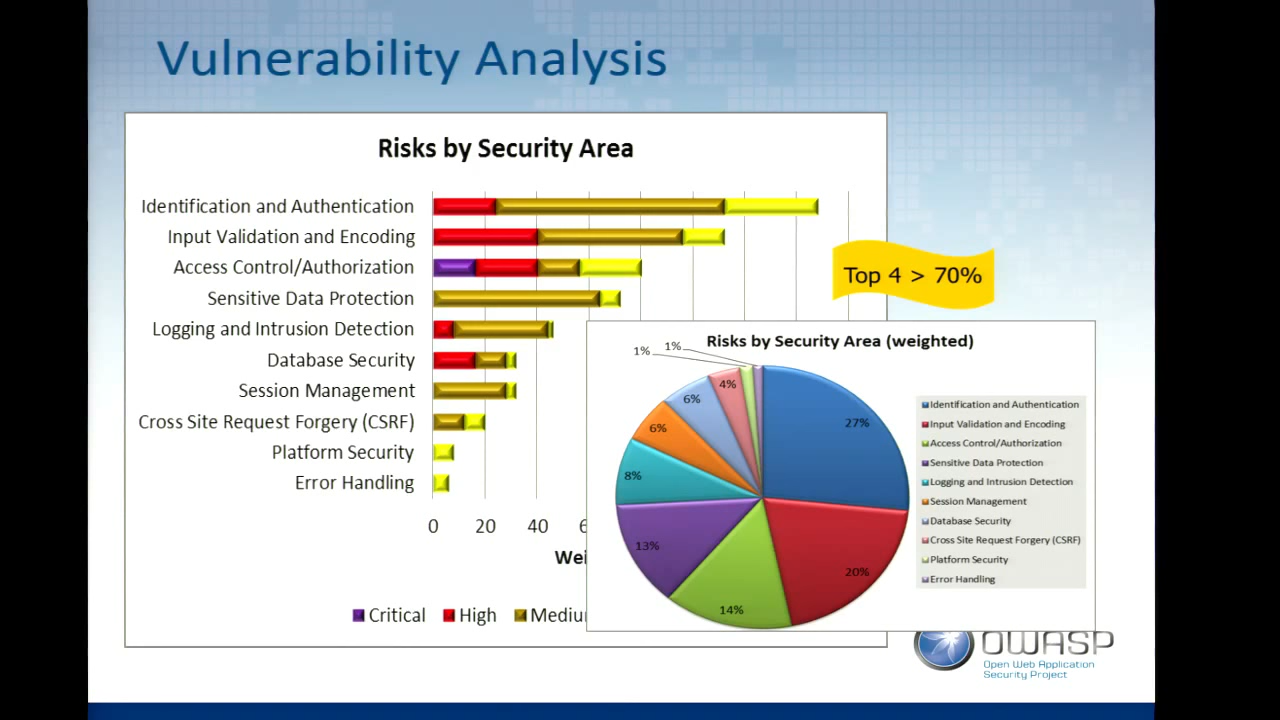 Vulnerability Analysis
Risks by Security Area
Identification and Authentication
Input Validation and Encoding
Access Control/Authorization
Sensitive Data Protection
Logging and Intrusion Detection
Database Security
Session Management
Cross Site Request Forgery (CSRF)
Platform Security
Error Handling
0 20 40
Critical High
Top 4 > 70%
Risks by Security Area (weighted)
1% 1%
4%
6%
6%
8%
13%
14%
20%
27%
Identification and Authentication
Input Validation and Encoding
Access Control/Authorization
Sensitive Data Protection
Logging and Intrusion Detection
Session Management
Database Security
Cross Site Request Forgery (CSRF)
Platform Security
Error Handling
OWASP
Open Web Application
Security Project